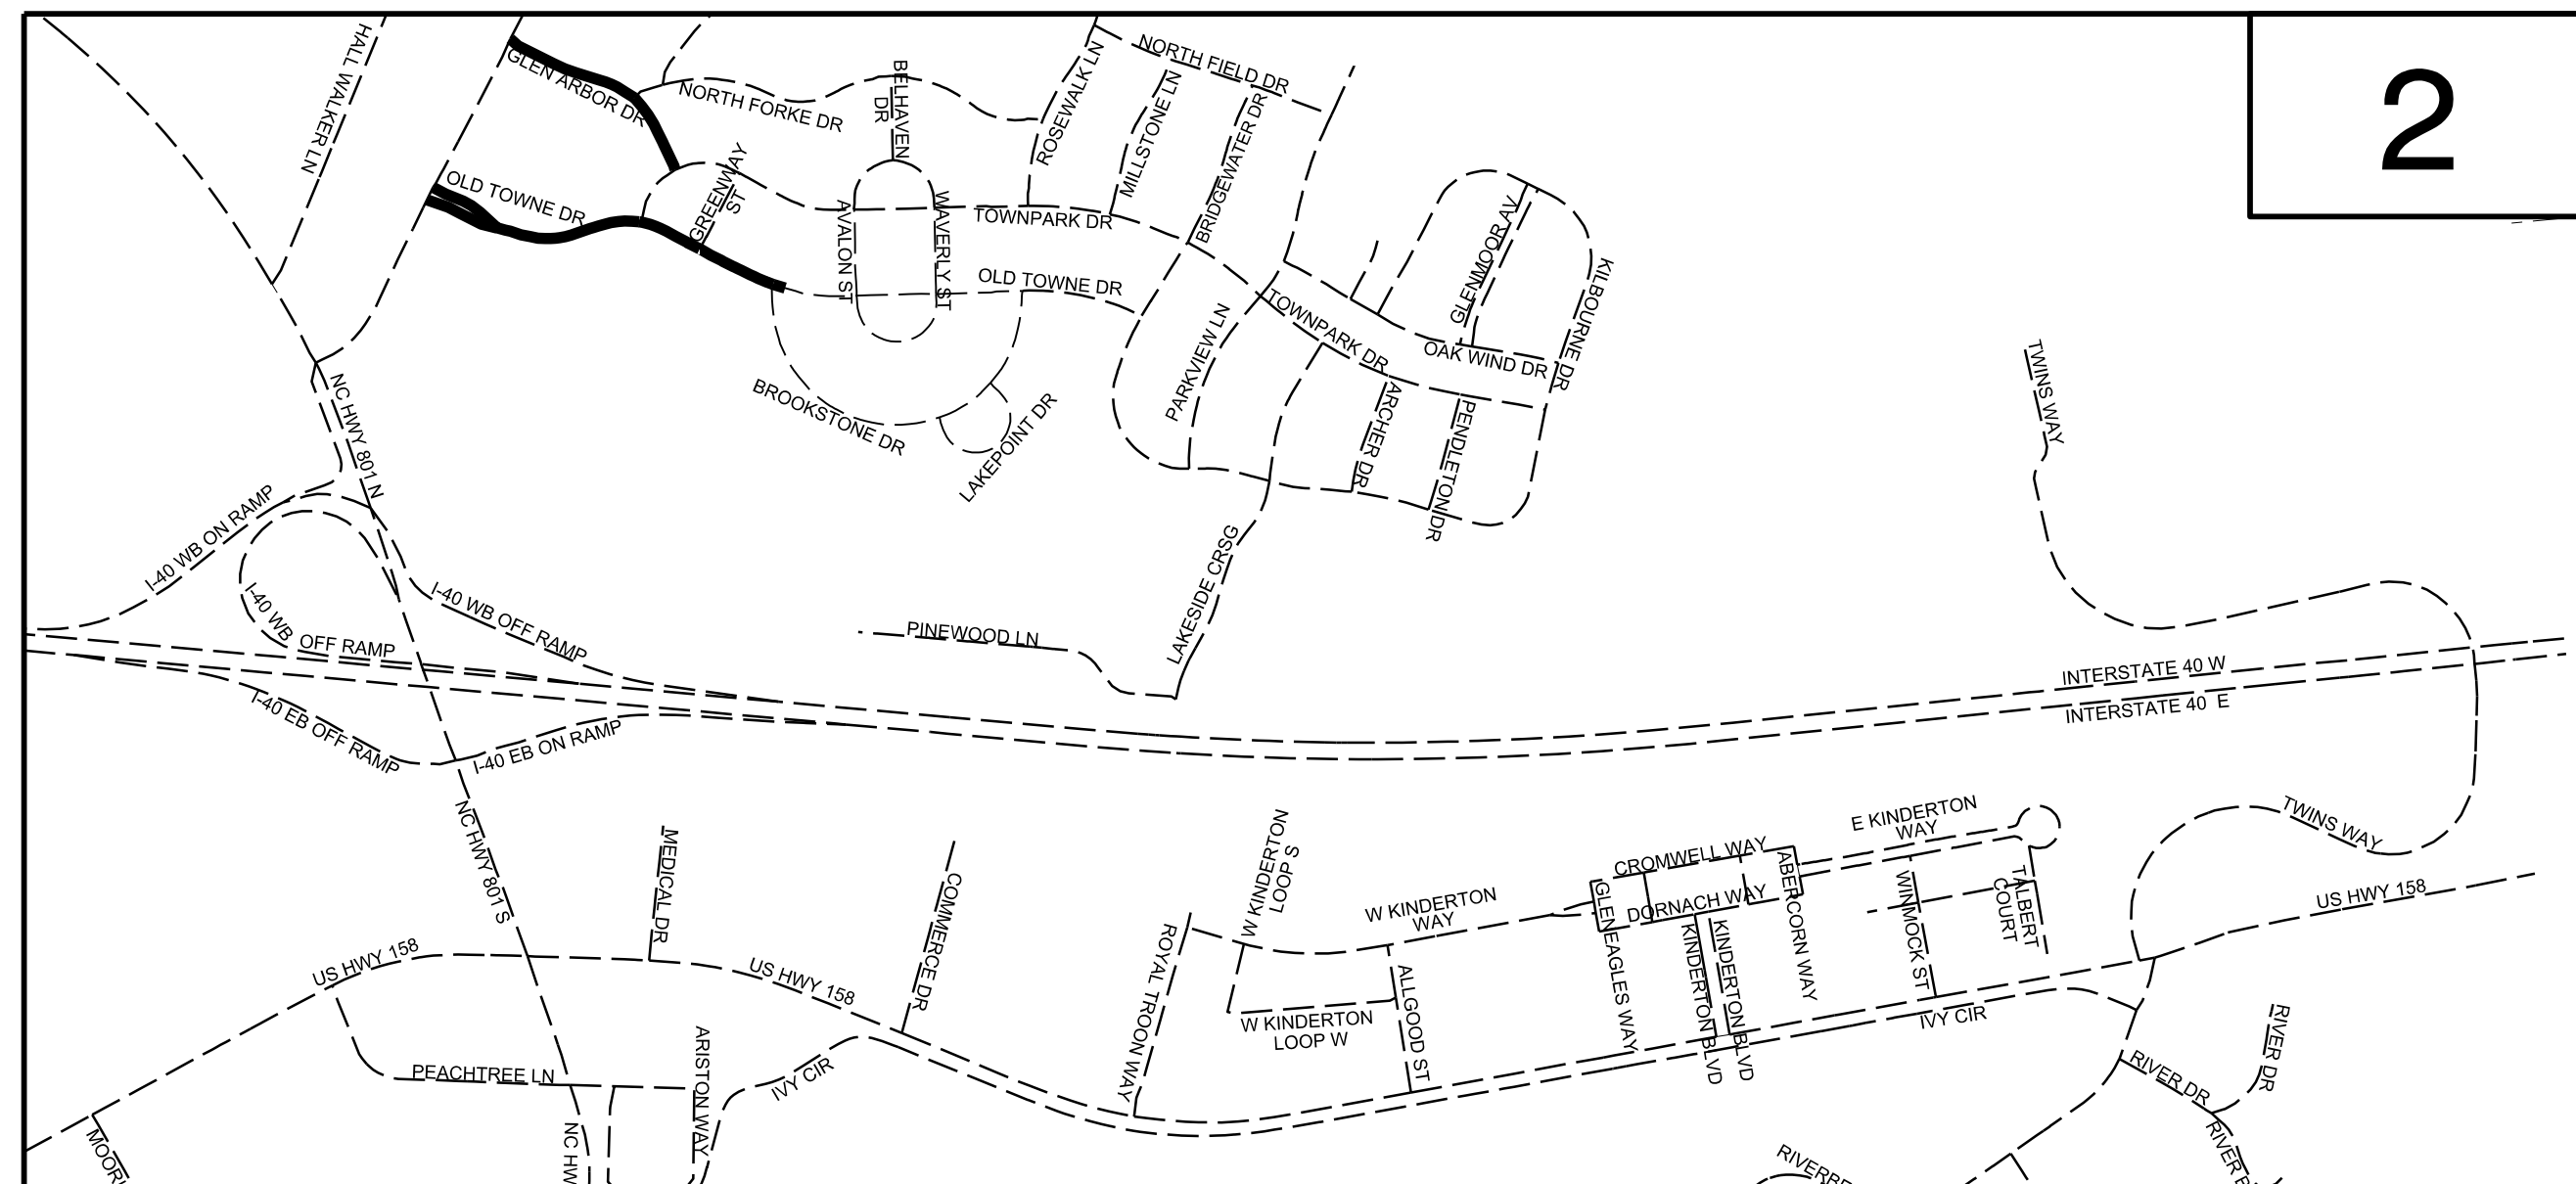 2
HALL WALKER LN
GLEN ARBOR DR
NORTH FORKE DR
BELHAVEN
DR
ROSEWALK LN
NORTH FIELD DR
MILLSTONE LN
BRIDGEWATER DR
OLD TOWNE DR
GREENWAY
ST
AVALON ST
WAVERLY ST
TOWNPARK DR
OLD TOWNE DR
GLENMOOR AV
KILBOURNE DR
TOWNPARK DR
PARKVIEW LN
OAK WIND DR
TWINS WAY
NC HWY 801 N
BROOKSTONE DR
LAKEPOINT DR
ARCHER DR
PENDLETON DR
I-40 WB ON RAMP
I-40 WB
OFF RAMP
I-40 WB OFF RAMP
LAKESIDE CRSG
PINEWOOD LN
INTERSTATE 40 W
INTERSTATE 40 E
I-40 EB OFF RAMP
I-40 EB ON RAMP
NC HWY 801 S
MEDICAL DR
COMMERCE DR
W KINDERTON
LOOP S
W KINDERTON
WAY
CROMWELL WAY
DORNACH WAY
GLENEAGLES WAY
ABERCORN WAY
E KINDERTON
WAY
TWINS WAY
WINMOCK ST
TALBERT
COURT
US HWY 158
US HWY 158
US HWY 158
ROYAL TROON WAY
W KINDERTON
LOOP W
ALLGOOD ST
KINDERTON BLVD
KINDERTON BLVD
IVY CIR
PEACHTREE LN
ARISTON WAY
IVY CIR
RIVER DR
RIVER DR
MOORI
NC HW
RIVERBE
RIVER B